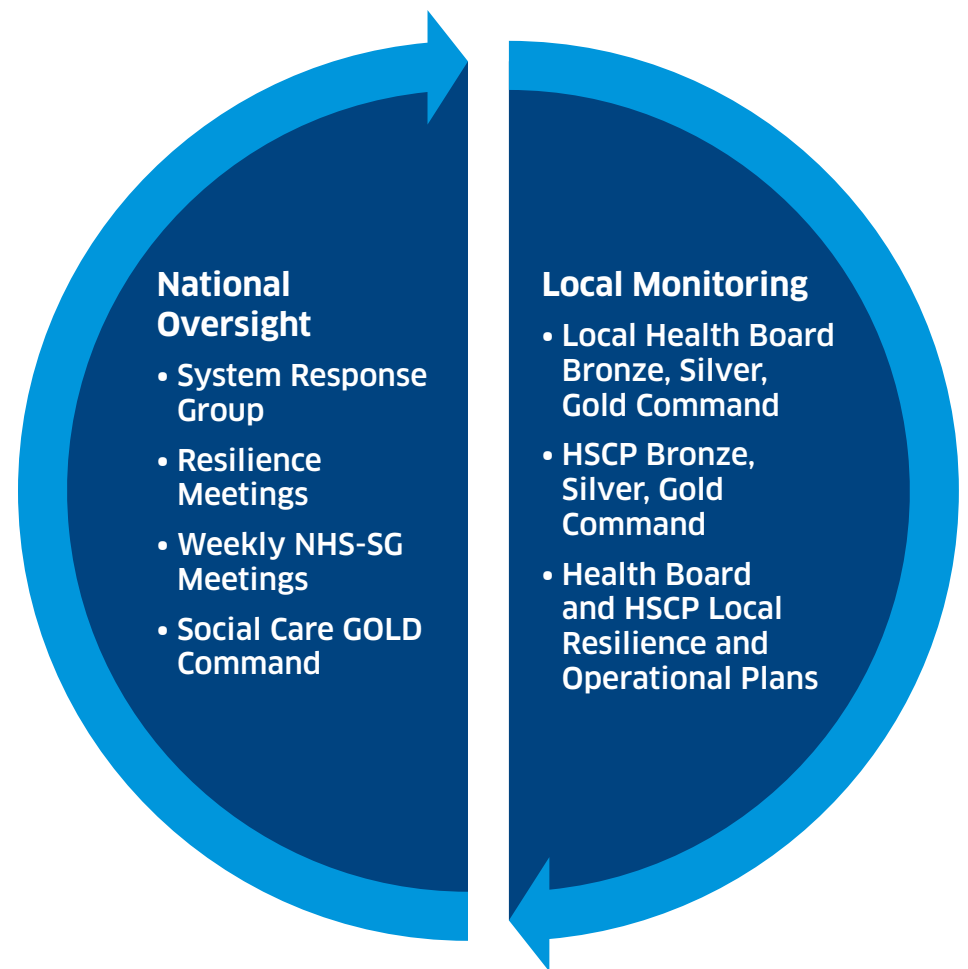 National
Oversight
• System Response
Group
• Resilience
Meetings
• Weekly NHS-SG
Meetings
• Social Care GOLD
Command
Local Monitoring
• Local Health Board
Bronze, Silver,
Gold Command
• HSCP Bronze,
Silver, Gold
Command
• Health Board
and HSCP Local
Resilience and
Operational Plans